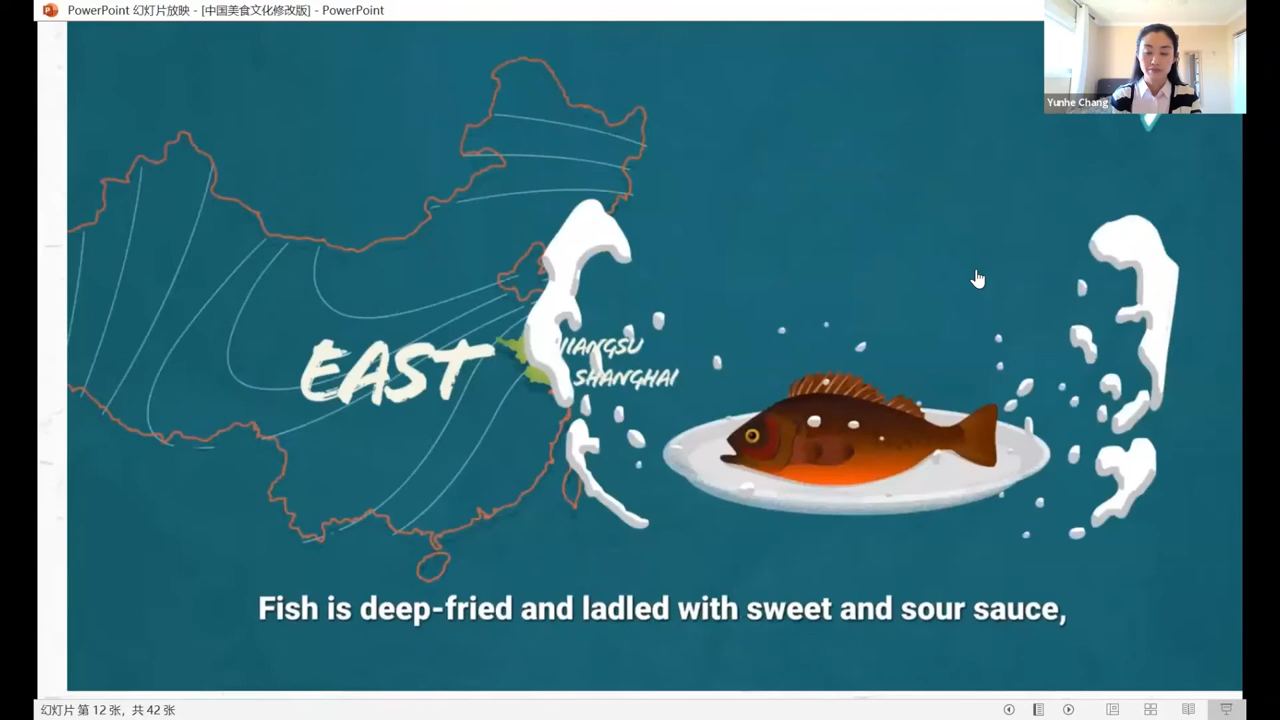 PowerPoint 幻灯片放映 - [中国美食文化修改版] - PowerPoint
Yunhe Chang
EAST
JIANGSU
SHANGHAI
Fish is deep-fried and ladled with sweet and sour sauce,
幻灯片 第 12 张，共 42 张